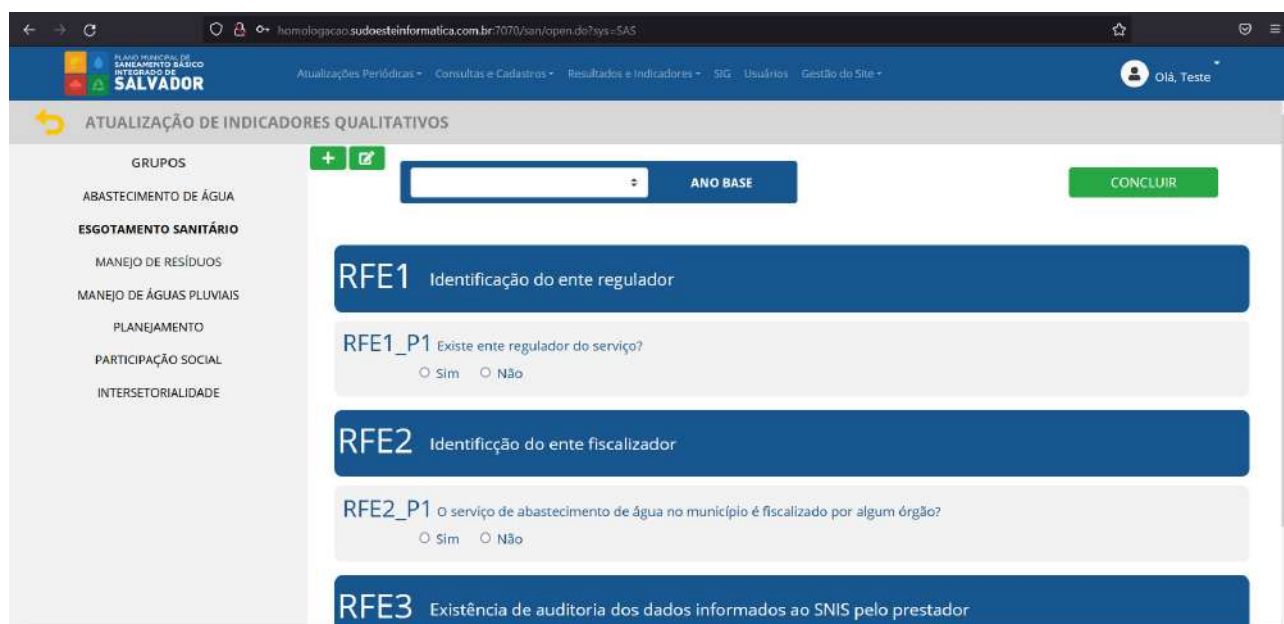 homologacao.sudoesteinformatica.com.br:7070/san/open.do?sys=SAS
PLANO MUNICIPAL DE
SANEAMENTO BÁSICO
INTEGRADO DE
SALVADOR
Atualizações Periódicas
Consultas e Cadastros
Resultados e Indicadores
SIG
Usuários
Gestão do Site
Olá, Teste
ATUALIZAÇÃO DE INDICADORES QUALITATIVOS
GRUPOS
ABASTECIMENTO DE ÁGUA
ESGOTAMENTO SANITÁRIO
MANEJO DE RESÍDUOS
MANEJO DE ÁGUAS PLUVIAIS
PLANEJAMENTO
PARTICIPAÇÃO SOCIAL
INTERSETORIALIDADE
ANO BASE
CONCLUIR
RFE1 Identificação do ente regulador
RFE1_P1 Existe ente regulador do serviço?
Sim Não
RFE2 Identificção do ente fiscalizador
RFE2_P1 O serviço de abastecimento de água no município é fiscalizado por algum órgão?
Sim Não
RFE3 Existência de auditoria dos dados informados ao SNIS pelo prestador